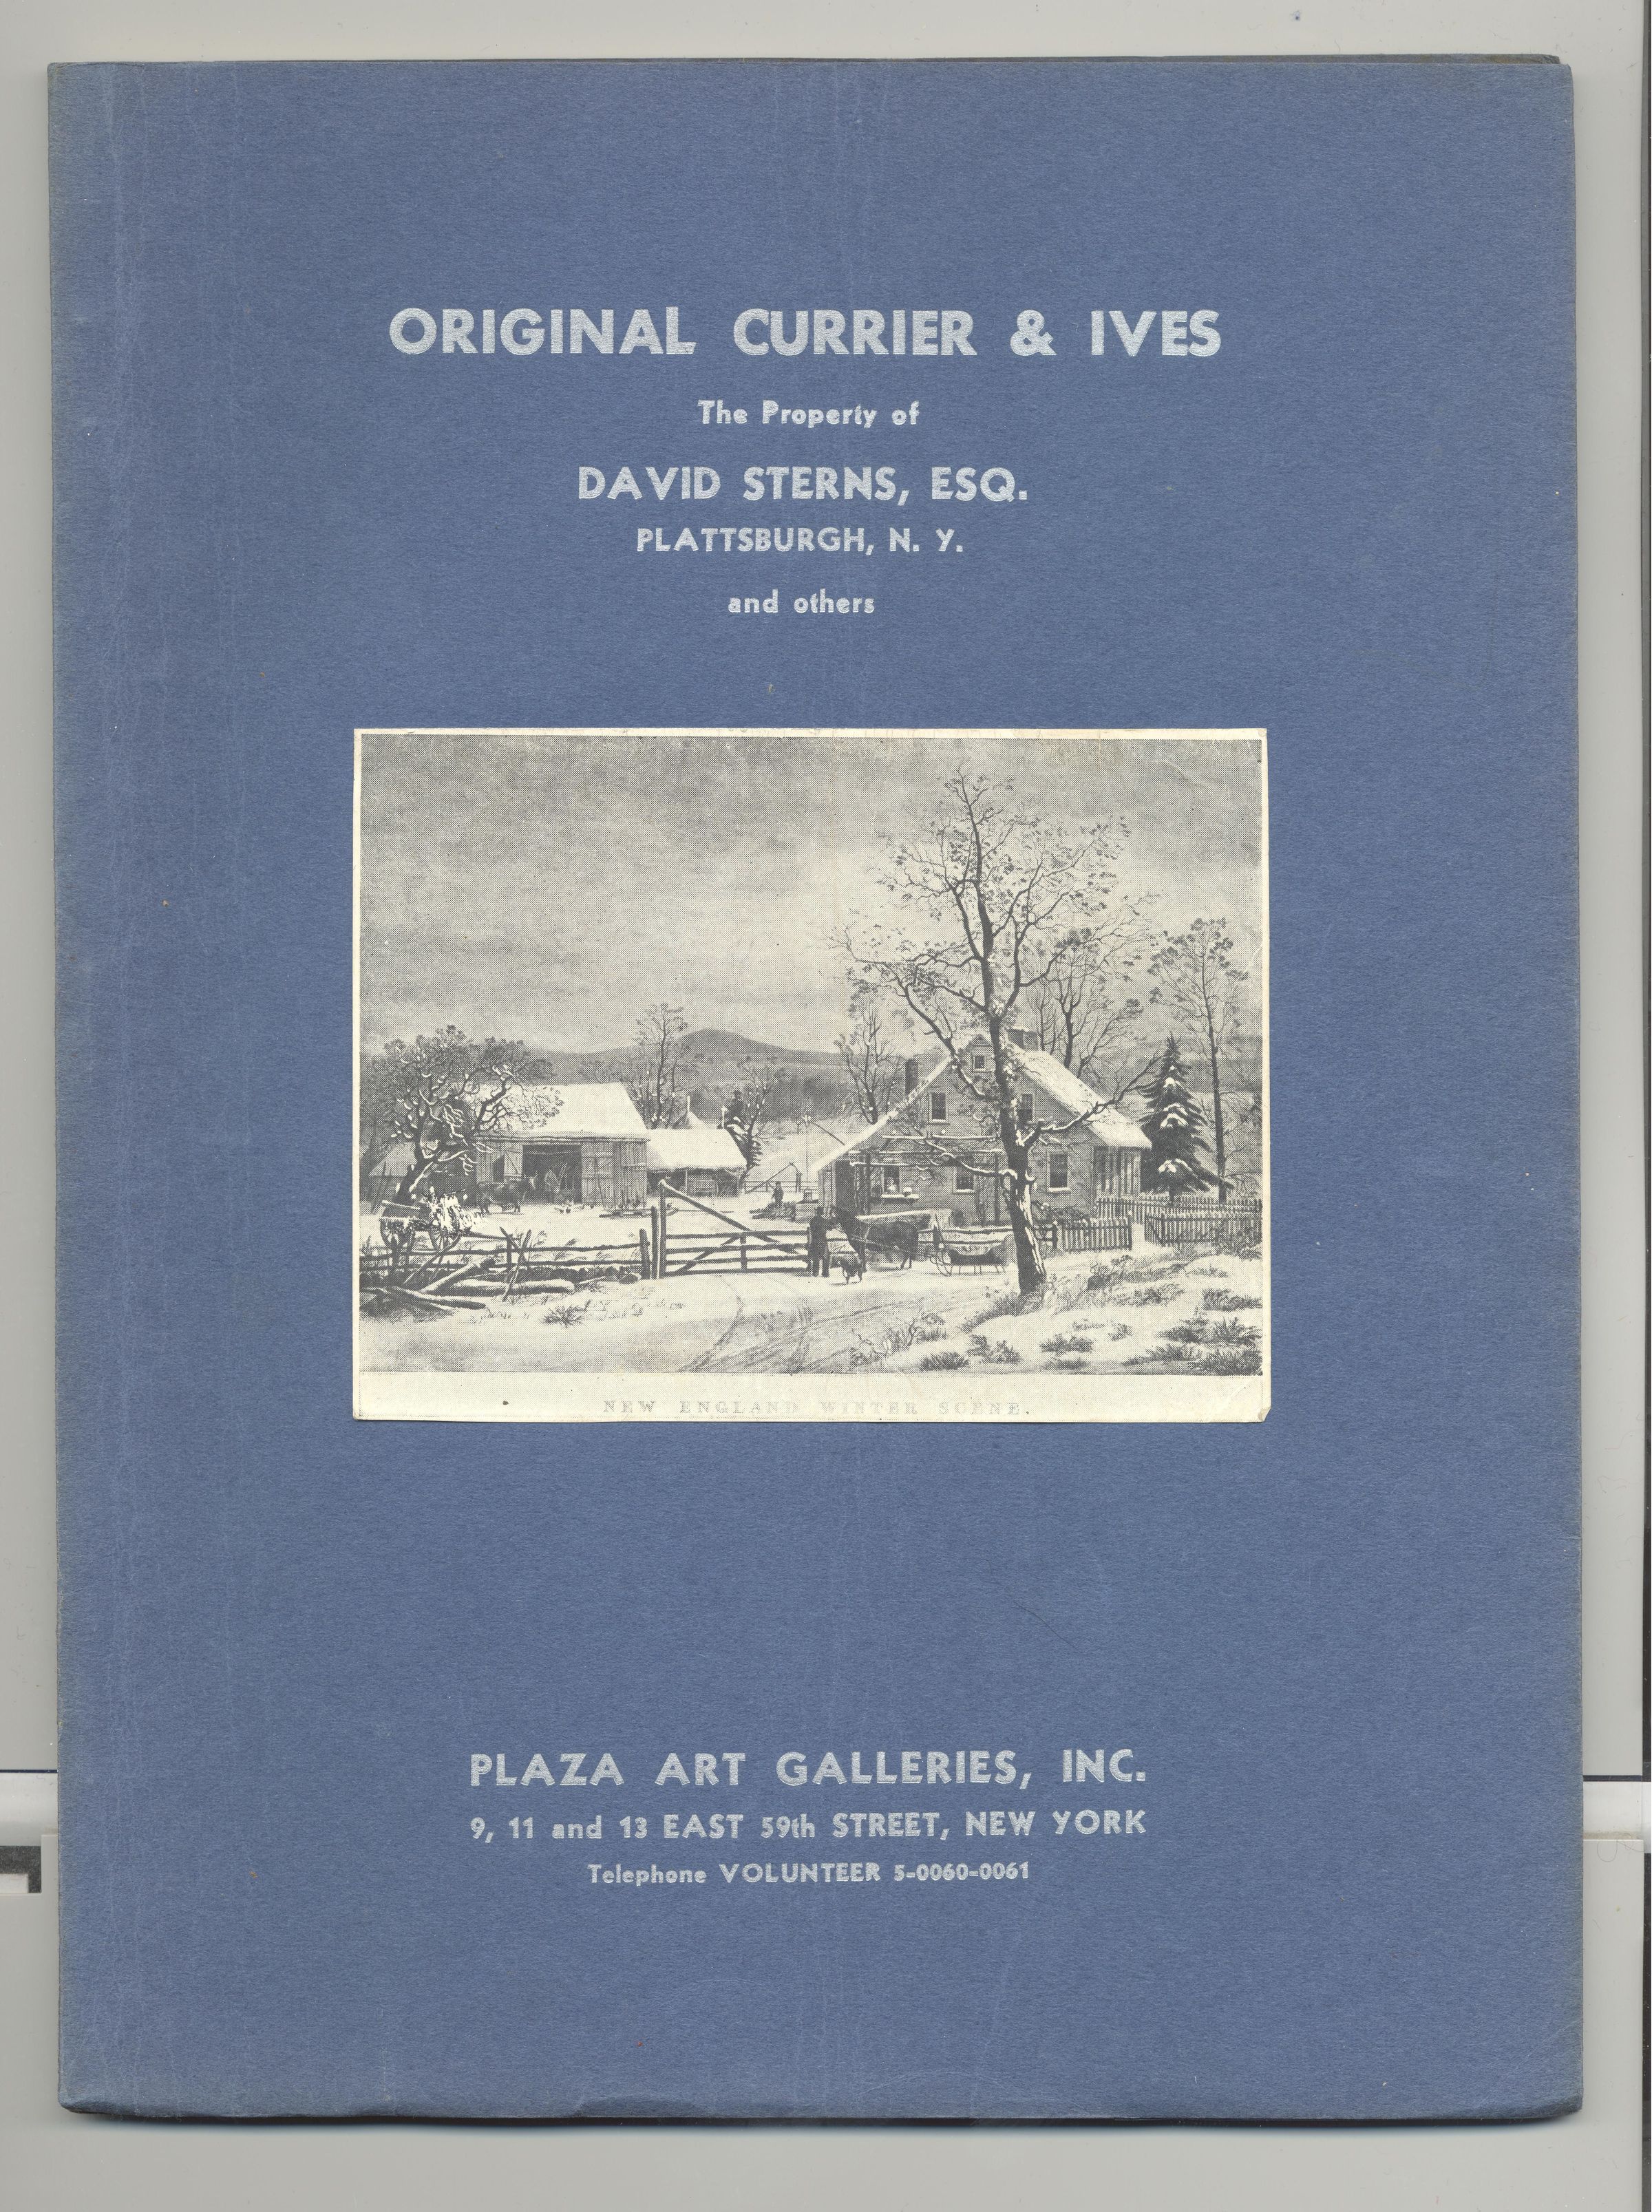 ORIGINAL CURRIER & IVES
The Property of
DAVID STERNS, ESQ.
PLATTSBURGH, N. Y.
and others
NEW ENGLAND WINTER SCENE.
PLAZA ART GALLERIES, INC.
9, 11 and 13 EAST 59th STREET, NEW YORK
Telephone VOLUNTEER 5-0060-0061